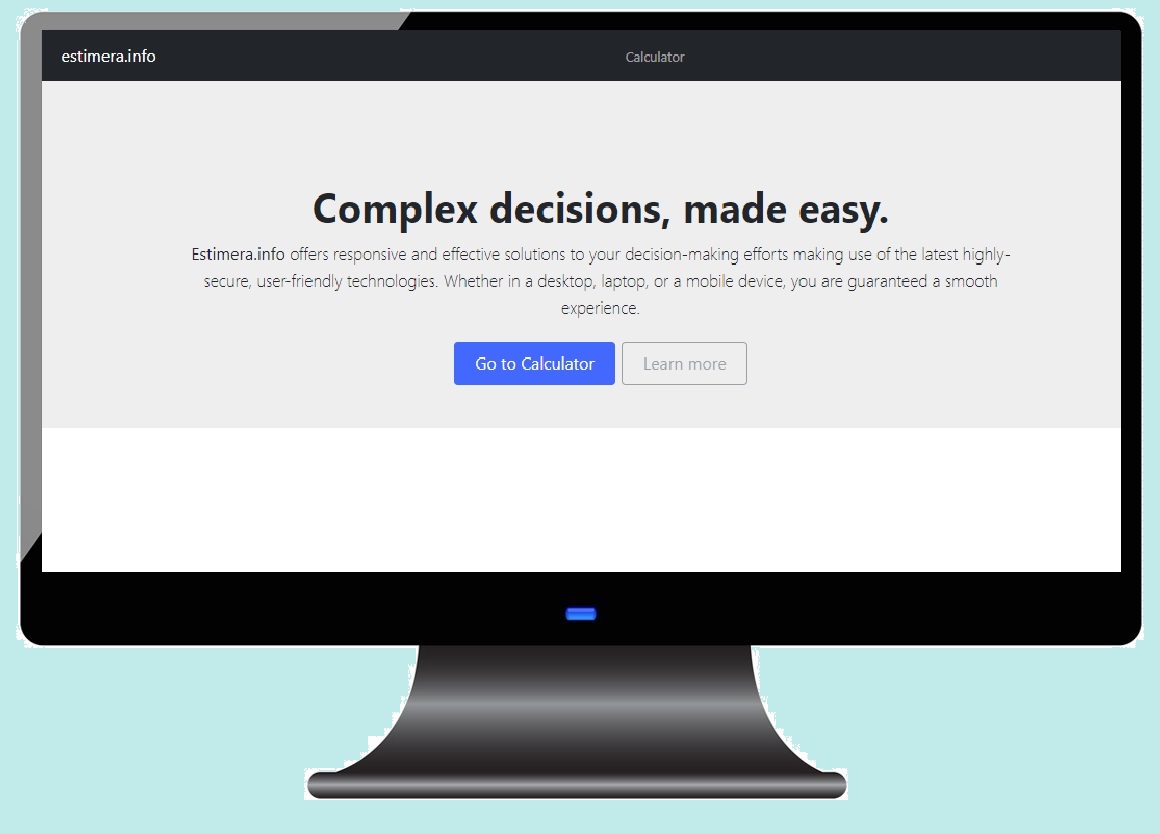 estimera.info
Calculator
Complex decisions, made easy.
Estimera.info offers responsive and effective solutions to your decision-making efforts making use of the latest highly-
secure, user-friendly technologies. Whether in a desktop, laptop, or a mobile device, you are guaranteed a smooth
experience.
Go to Calculator
Learn more